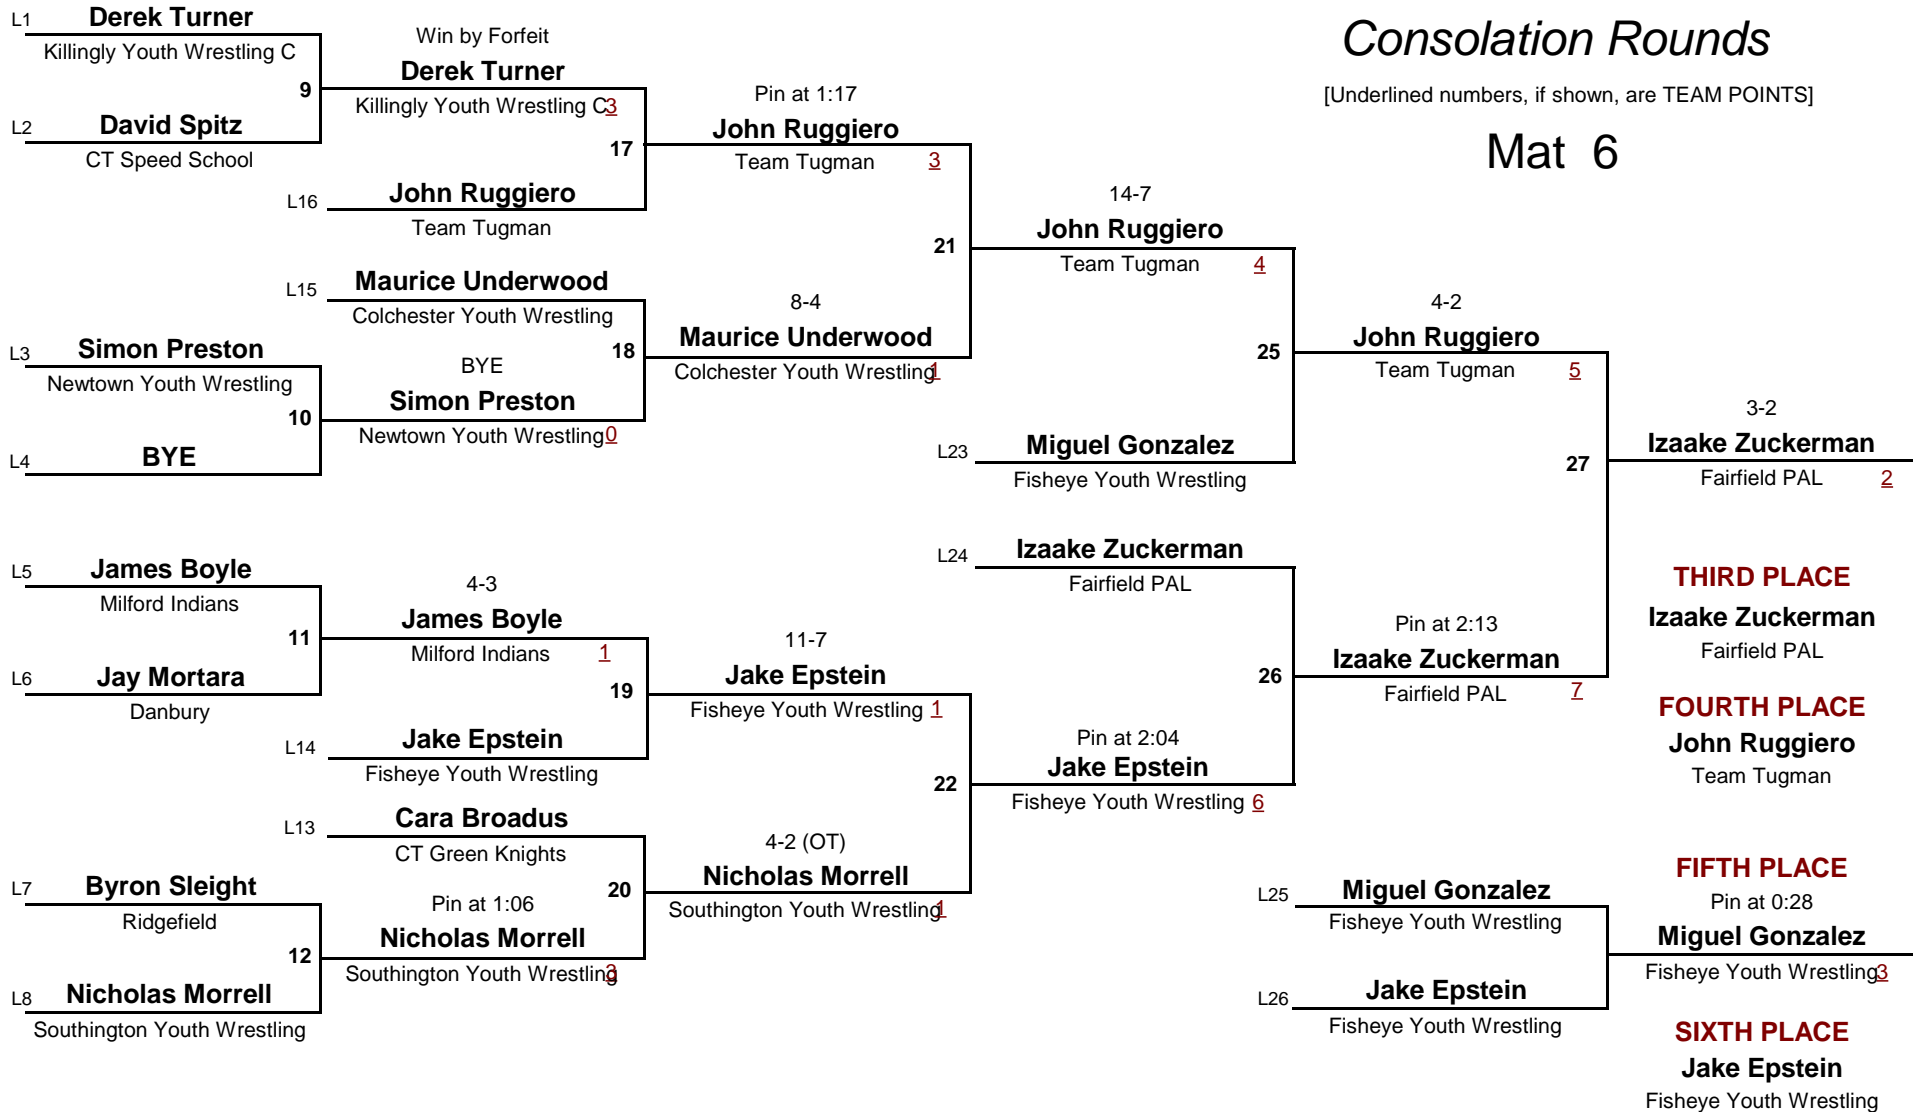 Consolation Rounds
[Underlined numbers, if shown, are TEAM POINTS]
Mat 6
L1 Derek Turner
Killingly Youth Wrestling C
9
L2 David Spitz
CT Speed School
L3 Simon Preston
Newtown Youth Wrestling
10
L4 BYE
L5 James Boyle
Milford Indians
11
L6 Jay Mortara
Danbury
L7 Byron Sleight
Ridgefield
12
L8 Nicholas Morrell
Southington Youth Wrestling
Win by Forfeit
Derek Turner
Killingly Youth Wrestling C 3
17
L16 John Ruggiero
Team Tugman
L15 Maurice Underwood
Colchester Youth Wrestling
18
BYE
Simon Preston
Newtown Youth Wrestling 0
4-3
James Boyle
Milford Indians 1
19
L14 Jake Epstein
Fisheye Youth Wrestling
L13 Cara Broadus
CT Green Knights
20
Pin at 1:06
Nicholas Morrell
Southington Youth Wrestling 3
Pin at 1:17
John Ruggiero
Team Tugman 3
21
8-4
Maurice Underwood
Colchester Youth Wrestling 1
11-7
Jake Epstein
Fisheye Youth Wrestling 1
22
4-2 (OT)
Nicholas Morrell
Southington Youth Wrestling 1
14-7
John Ruggiero
Team Tugman 4
25
L23 Miguel Gonzalez
Fisheye Youth Wrestling
L24 Izaake Zuckerman
Fairfield PAL
26
Pin at 2:04
Jake Epstein
Fisheye Youth Wrestling 6
4-2
John Ruggiero
Team Tugman 5
27
Pin at 2:13
Izaake Zuckerman
Fairfield PAL 7
3-2
Izaake Zuckerman
Fairfield PAL 2
THIRD PLACE
Izaake Zuckerman
Fairfield PAL
FOURTH PLACE
John Ruggiero
Team Tugman
L25 Miguel Gonzalez
Fisheye Youth Wrestling
L26 Jake Epstein
Fisheye Youth Wrestling
FIFTH PLACE
Pin at 0:28
Miguel Gonzalez
Fisheye Youth Wrestling 3
SIXTH PLACE
Jake Epstein
Fisheye Youth Wrestling